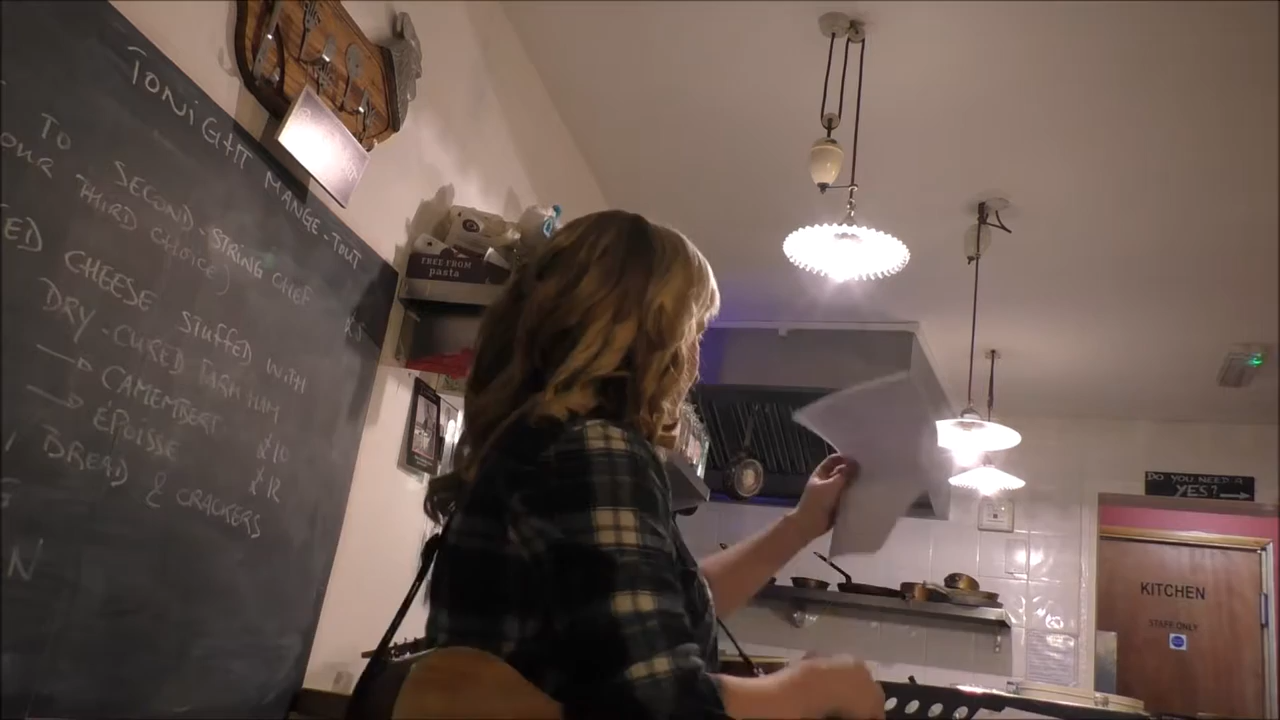 TONIGHT MANGE-TOUT
TO SECOND-STRING CHEF
OUR THIRD CHOICE)
CHEESE STUFFED WITH
DRY-CURED FARM HAM
CAMEMBERT £10
ÉPOISSE £12
BREAD & CRACKERS
FREE FROM
pasta
DO YOU NEED A
YES?
KITCHEN
STAFF ONLY